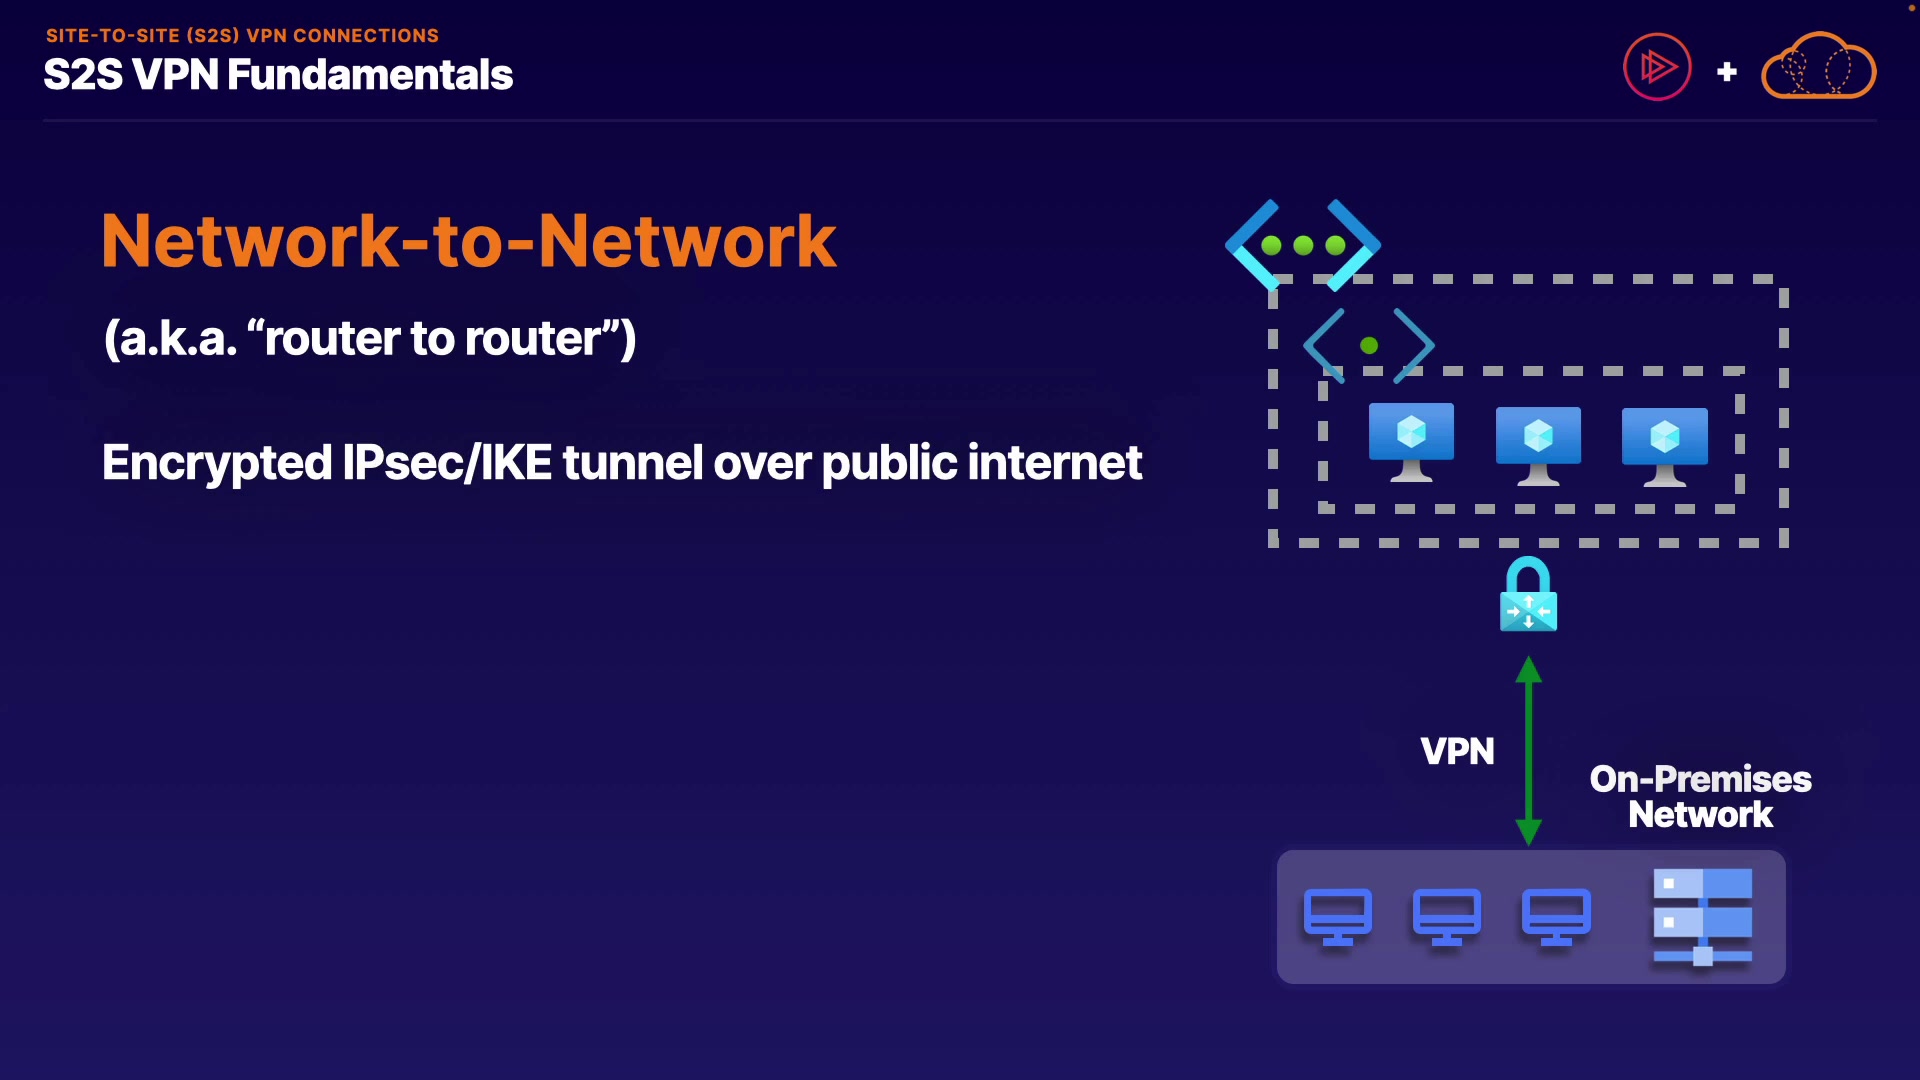 SITE-TO-SITE (S2S) VPN CONNECTIONS
S2S VPN Fundamentals
Network-to-Network
(a.k.a. “router to router”)
Encrypted IPsec/IKE tunnel over public internet
VPN
On-Premises
Network